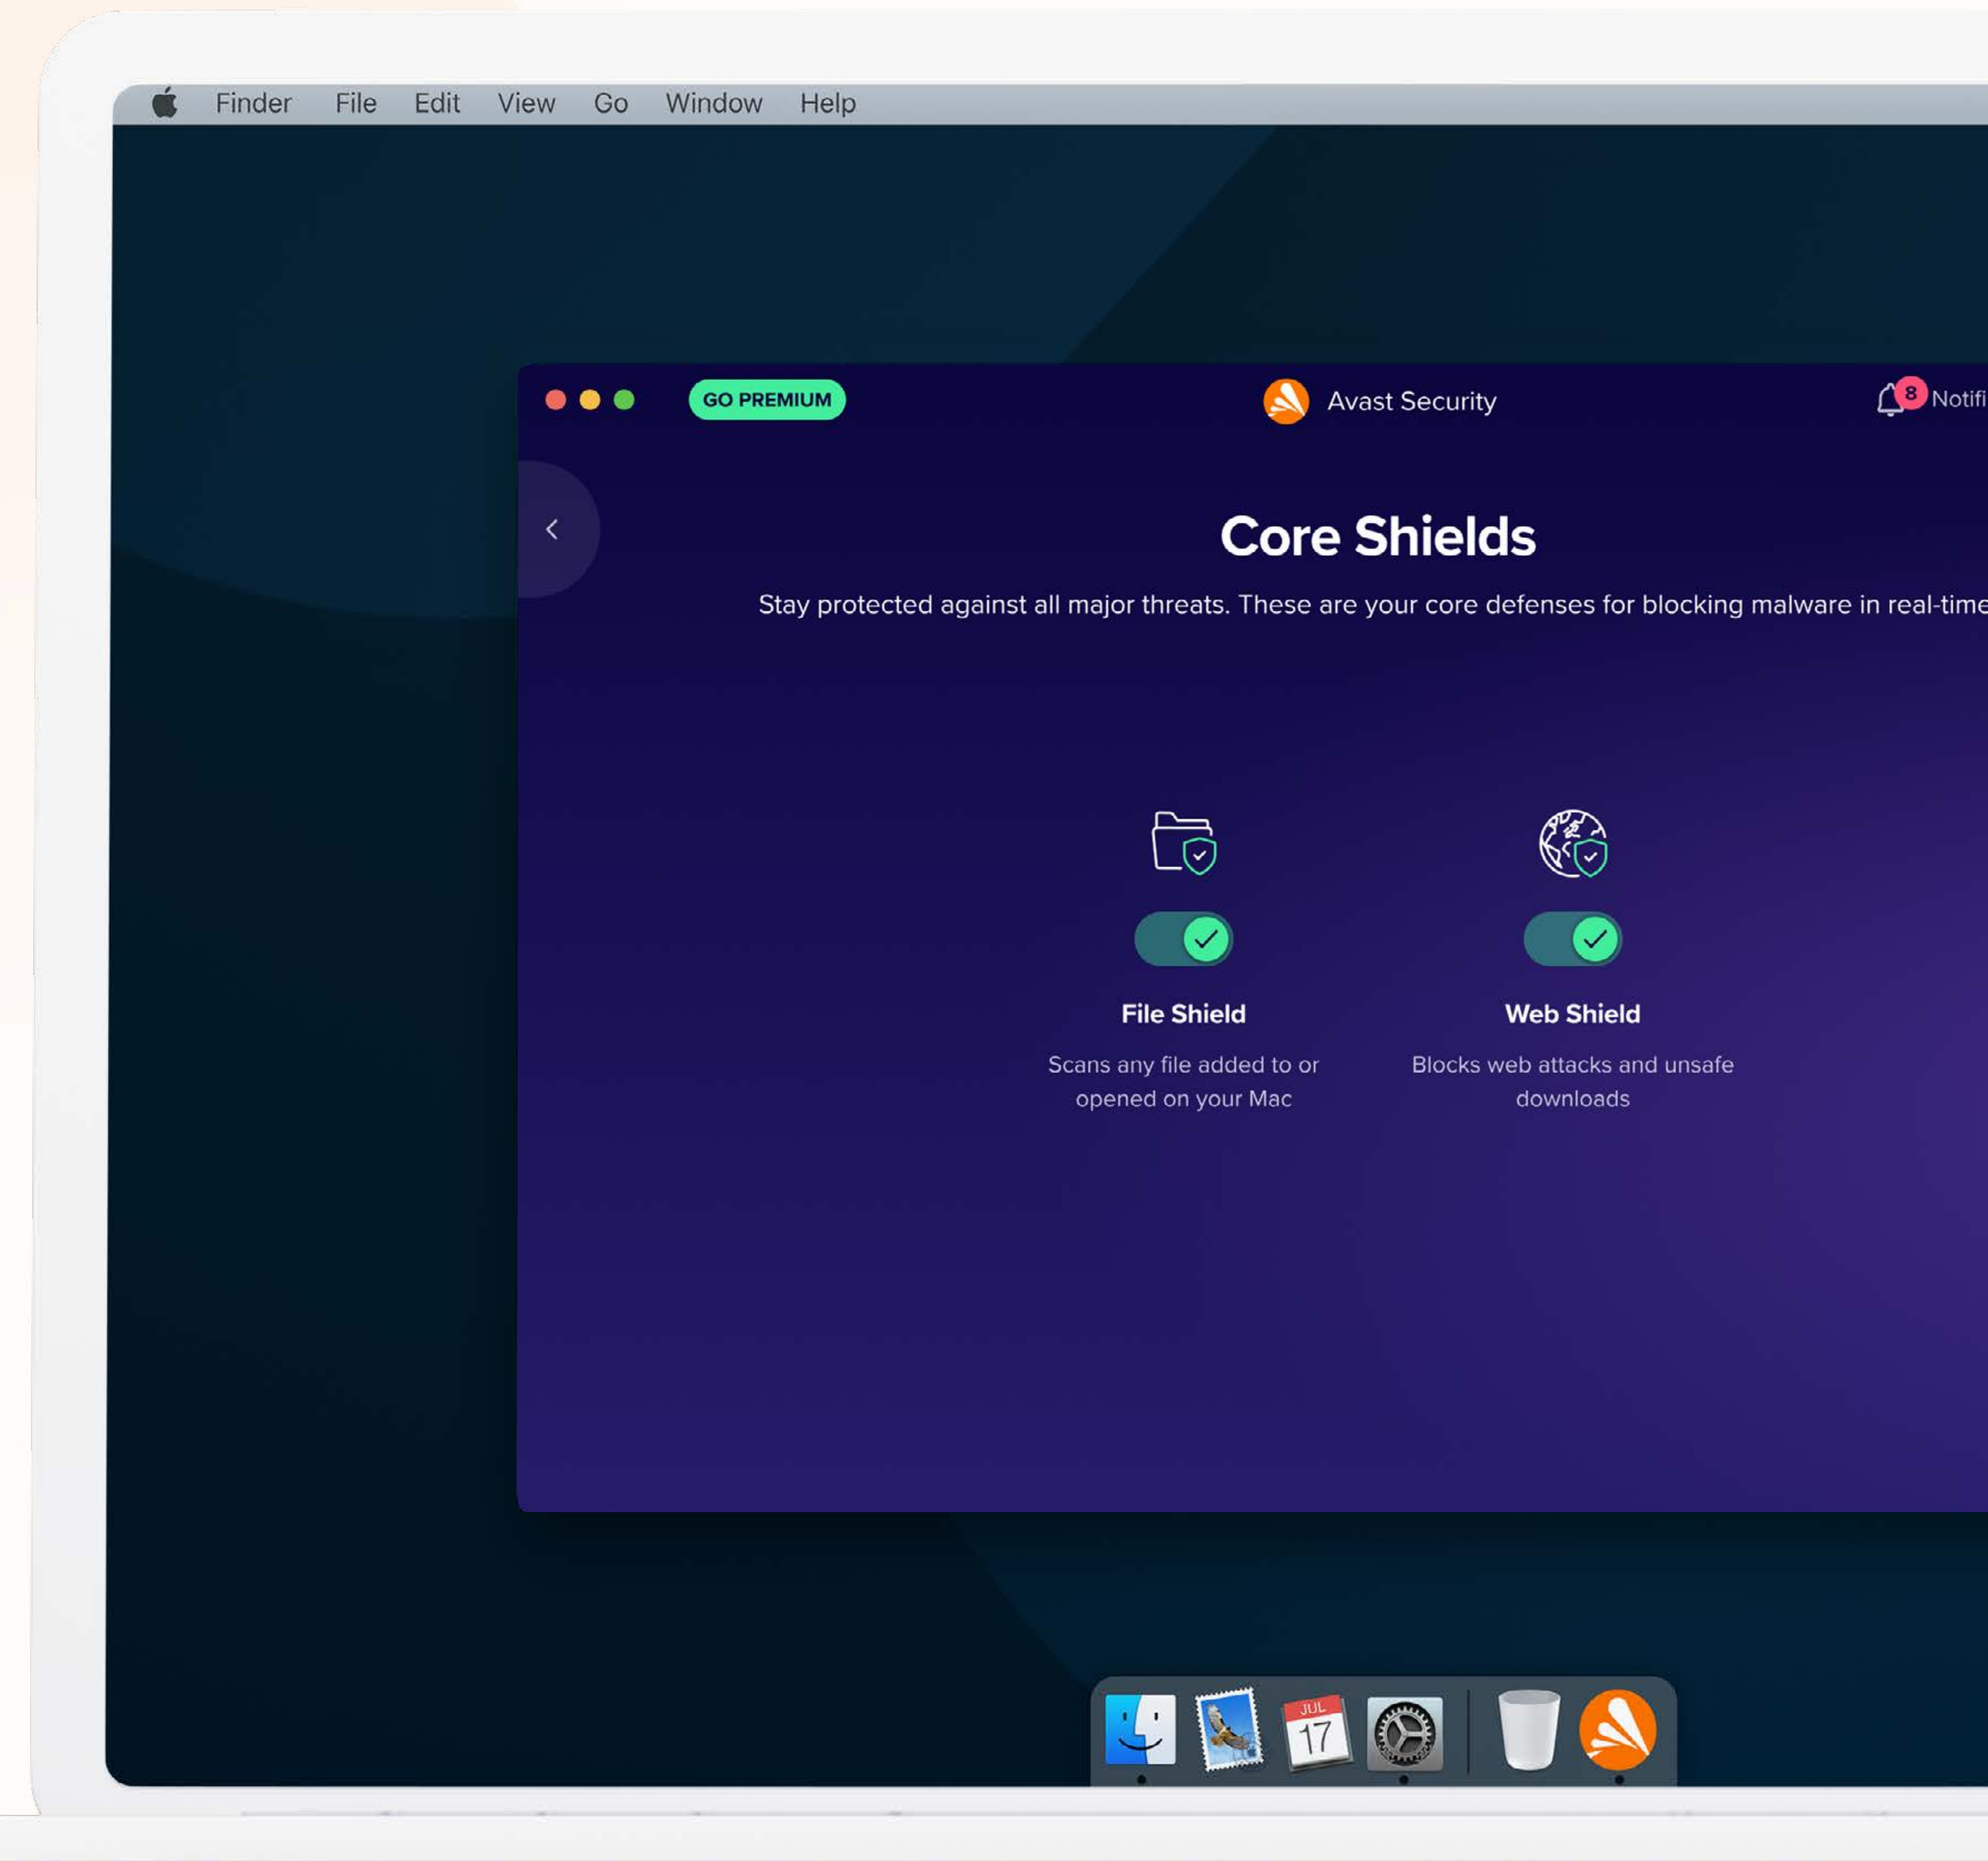 Finder File Edit View Go Window Help
GO PREMIUM
Avast Security
8 Notifi
Core Shields
Stay protected against all major threats. These are your core defenses for blocking malware in real-time
File Shield
Scans any file added to or
opened on your Mac
Web Shield
Blocks web attacks and unsafe
downloads
JUL
17